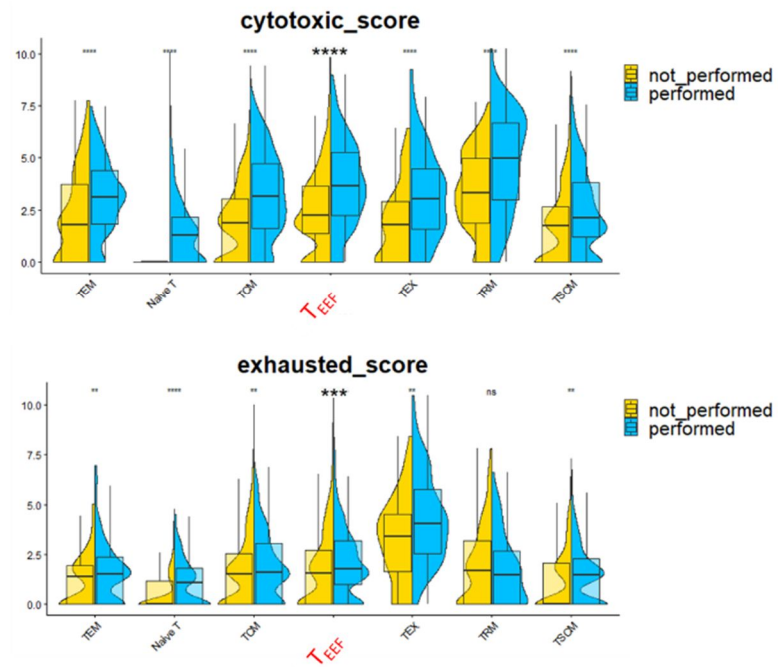 cytotoxic_score
**** **** **** **** **** **** ****
10.0
7.5
5.0
2.5
0.0
not_performed
performed
TEM Naive T TCM TEEF TEX TRM TSCM
exhausted_score
** **** ** *** ** ns **
10.0
7.5
5.0
2.5
0.0
not_performed
performed
TEM Naive T TCM TEEF TEX TRM TSCM